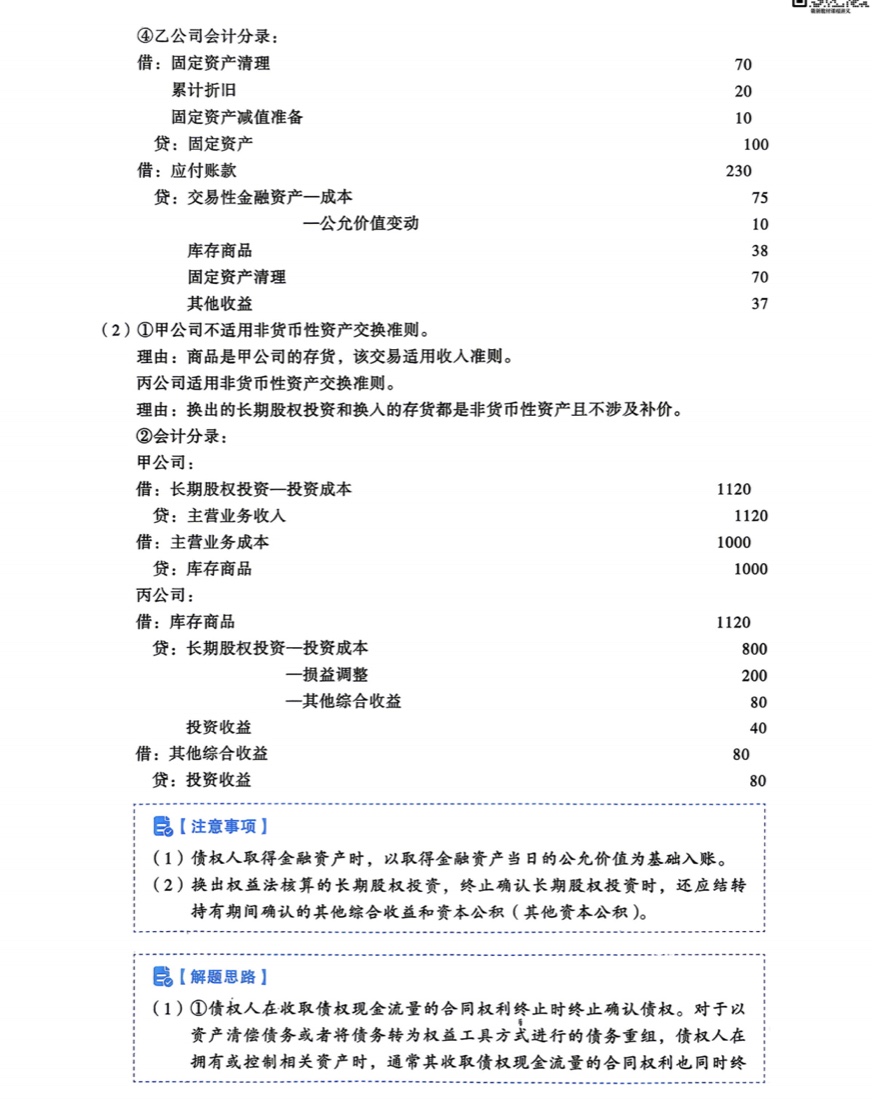 ④乙公司会计分录：
借：固定资产清理 70
累计折旧 20
固定资产减值准备 10
贷：固定资产 100
借：应付账款 230
贷：交易性金融资产—成本 75
—公允价值变动 10
库存商品 38
固定资产清理 70
其他收益 37
（2）①甲公司不适用非货币性资产交换准则。
理由：商品是甲公司的存货，该交易适用收入准则。
丙公司适用非货币性资产交换准则。
理由：换出的长期股权投资和换入的存货都是非货币性资产且不涉及补价。
②会计分录：
甲公司：
借：长期股权投资—投资成本 1120
贷：主营业务收入 1120
借：主营业务成本 1000
贷：库存商品 1000
丙公司：
借：库存商品 1120
贷：长期股权投资—投资成本 800
—损益调整 200
—其他综合收益 80
投资收益 40
借：其他综合收益 80
贷：投资收益 80
【注意事项】
（1）债权人取得金融资产时，以取得金融资产当日的公允价值为基础入账。
（2）换出权益法核算的长期股权投资，终止确认长期股权投资时，还应结转
持有期间确认的其他综合收益和资本公积（其他资本公积）。
【解题思路】
（1）①债权人在收取债权现金流量的合同权利终止时终止确认债权。对于以
资产清偿债务或者将债务转为权益工具方式进行的债务重组，债权人在
拥有或控制相关资产时，通常其收取债权现金流量的合同权利也同时终